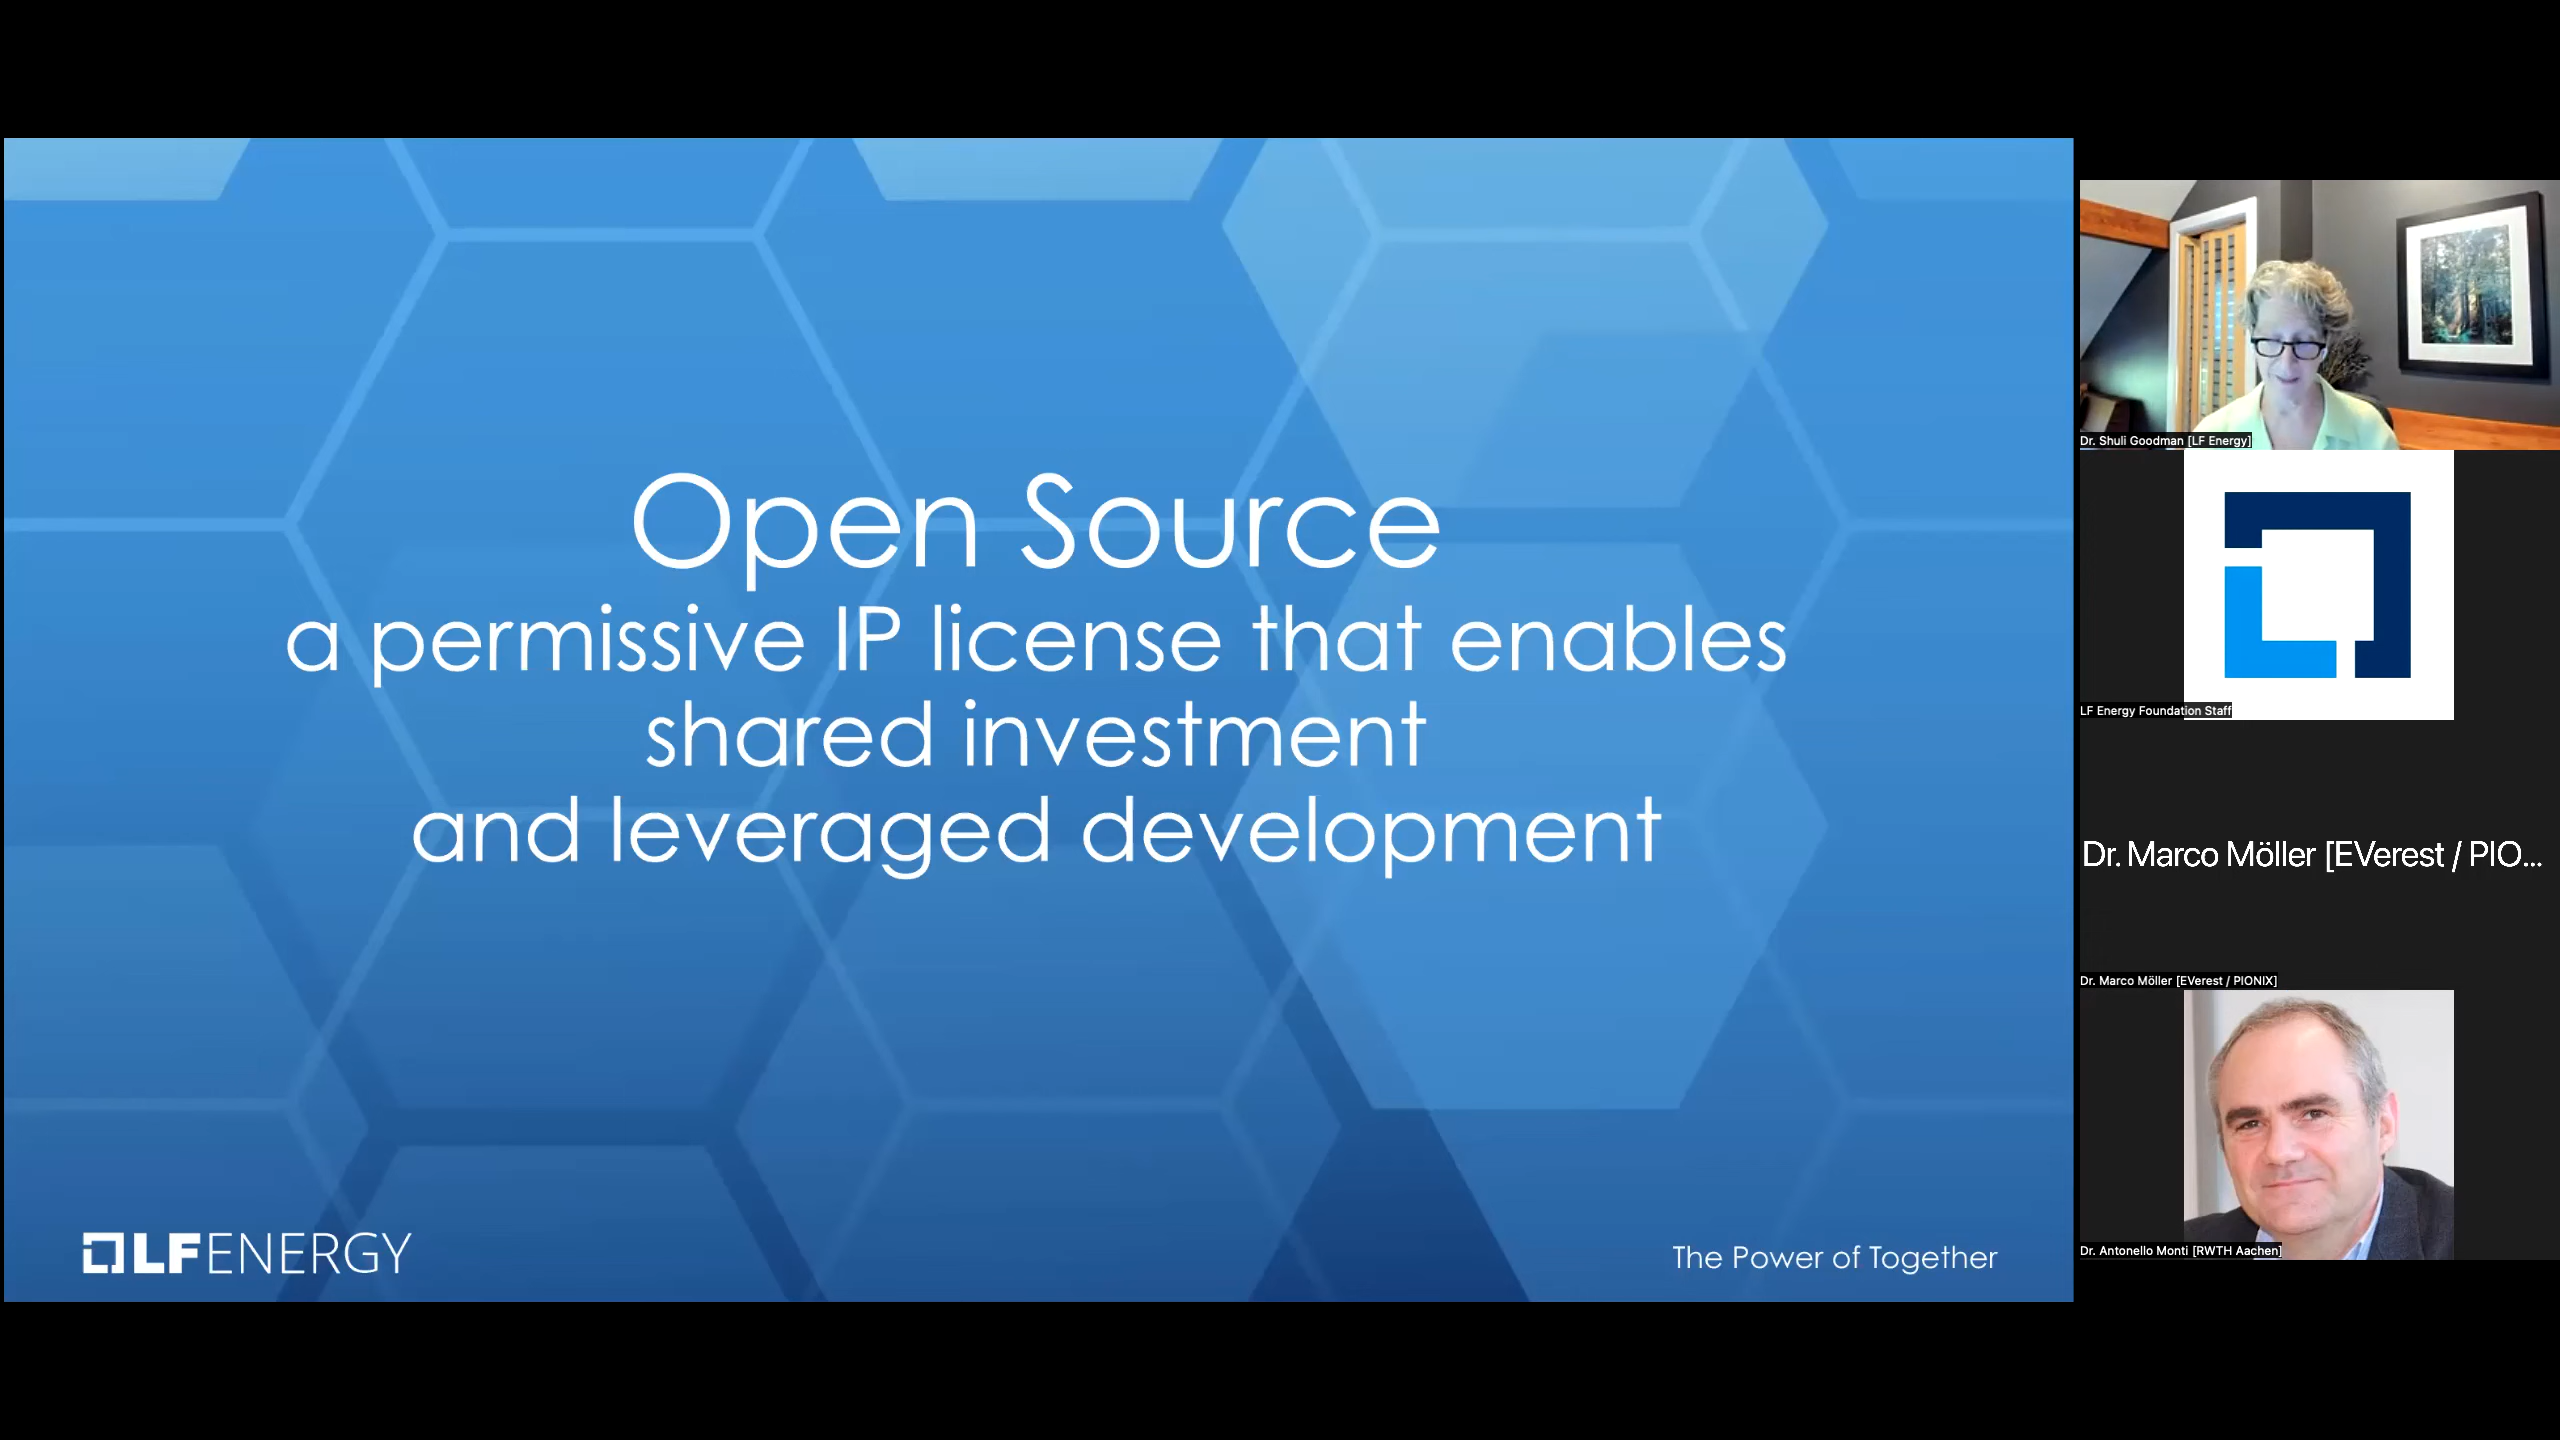 Open Source
a permissive IP license that enables
shared investment
and leveraged development
LFENERGY
The Power of Together
Dr. Shuli Goodman [LF Energy]
LF Energy Foundation Staff
Dr. Marco Möller [EVerest / PIO...
Dr. Marco Möller [EVerest / PIONIX]
Dr. Antonello Monti [RWTH Aachen]